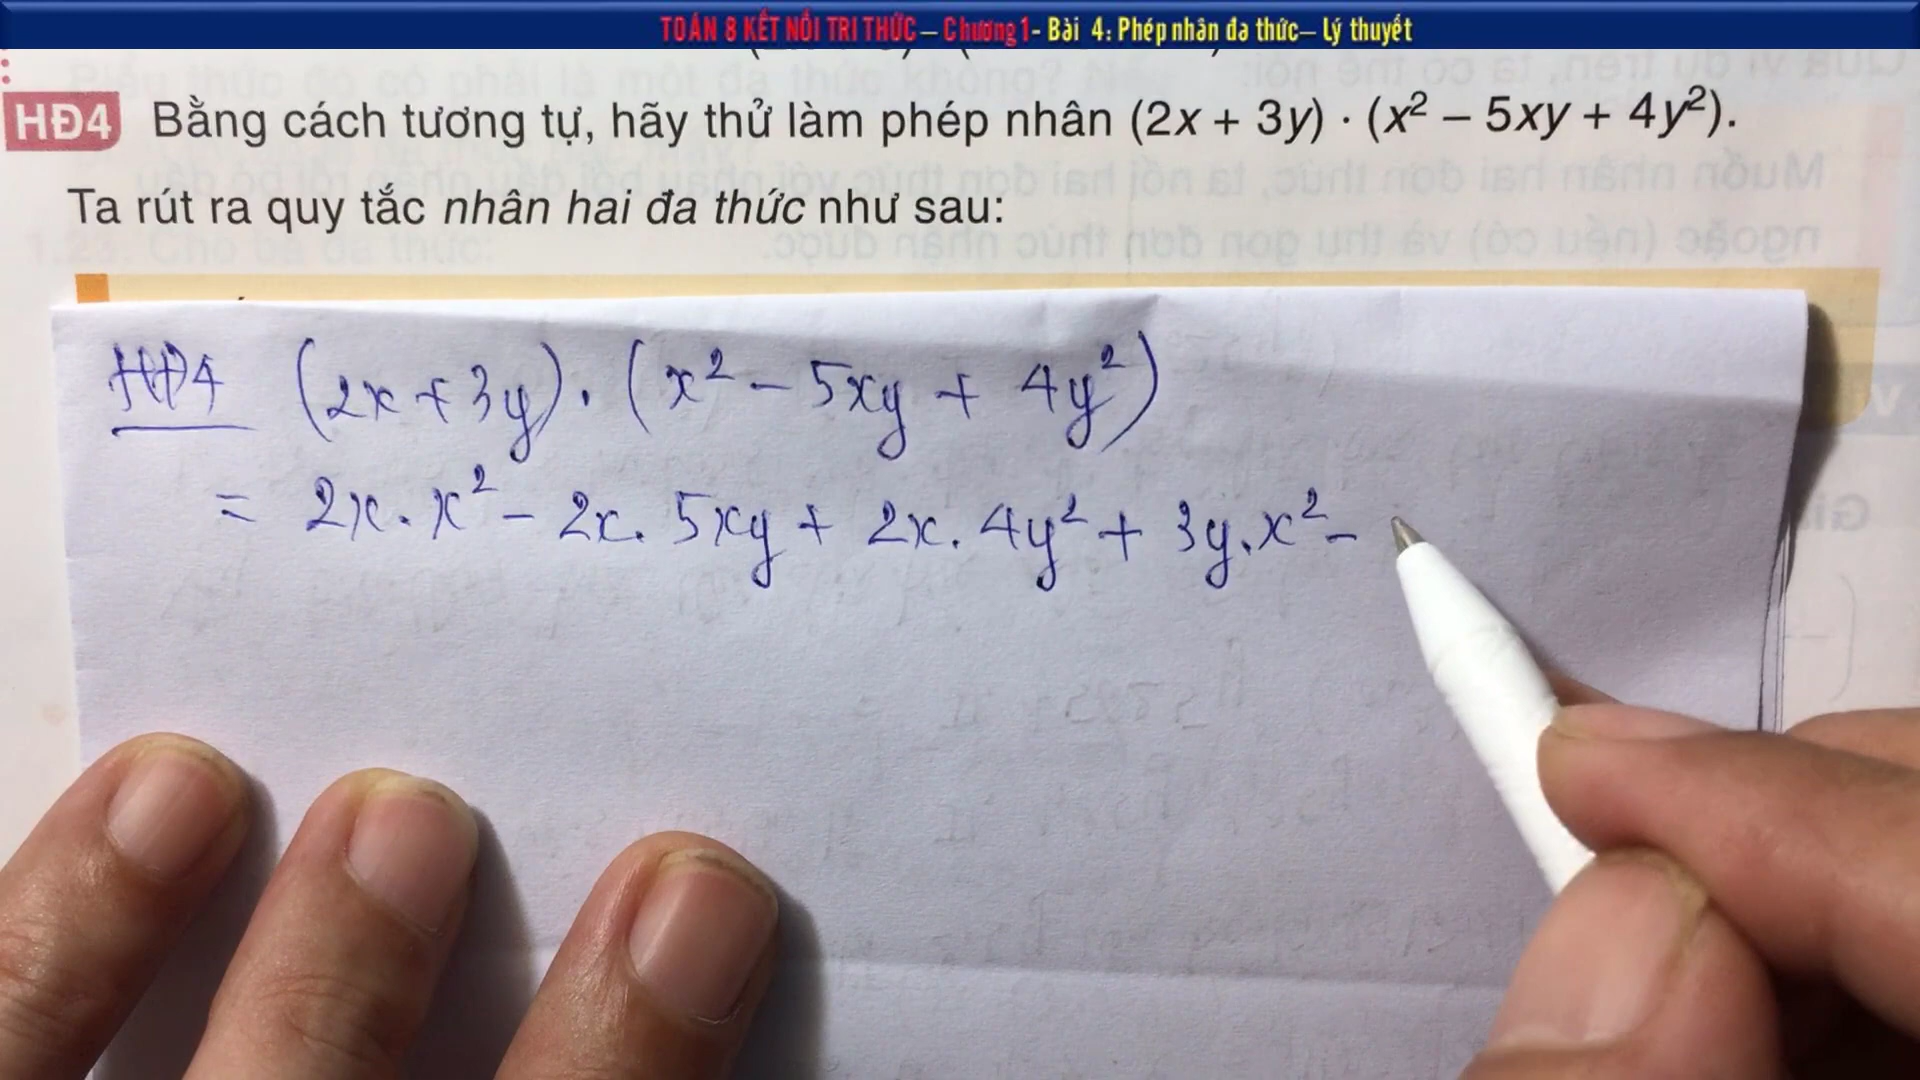 TOÁN 8 KẾT NỐI TRI THỨC – Chương 1 - Bài 4: Phép nhân đa thức– Lý thuyết
HĐ4 Bằng cách tương tự, hãy thử làm phép nhân (2x + 3y) · (x² – 5xy + 4y²).
Ta rút ra quy tắc nhân hai đa thức như sau:
HĐ4 (2x + 3y) . (x² – 5xy + 4y²)
= 2x . x² – 2x . 5xy + 2x . 4y² + 3y . x² –